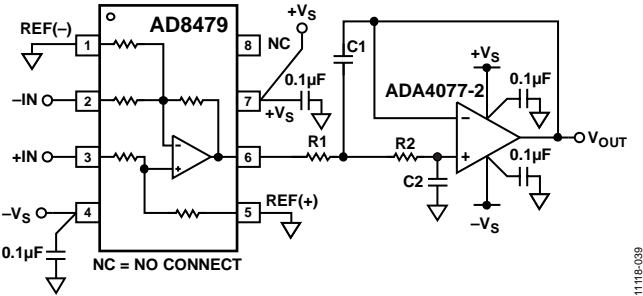 REF(–)
AD8479
+VS
1
8
NC
C1
–IN
2
7
+VS
0.1µF
ADA4077-2
+VS
0.1µF
–
+IN
3
–
+
6
R1
R2
+
VOUT
0.1µF
C2
–VS
4
5
REF(+)
–VS
0.1µF
NC = NO CONNECT
11118-039